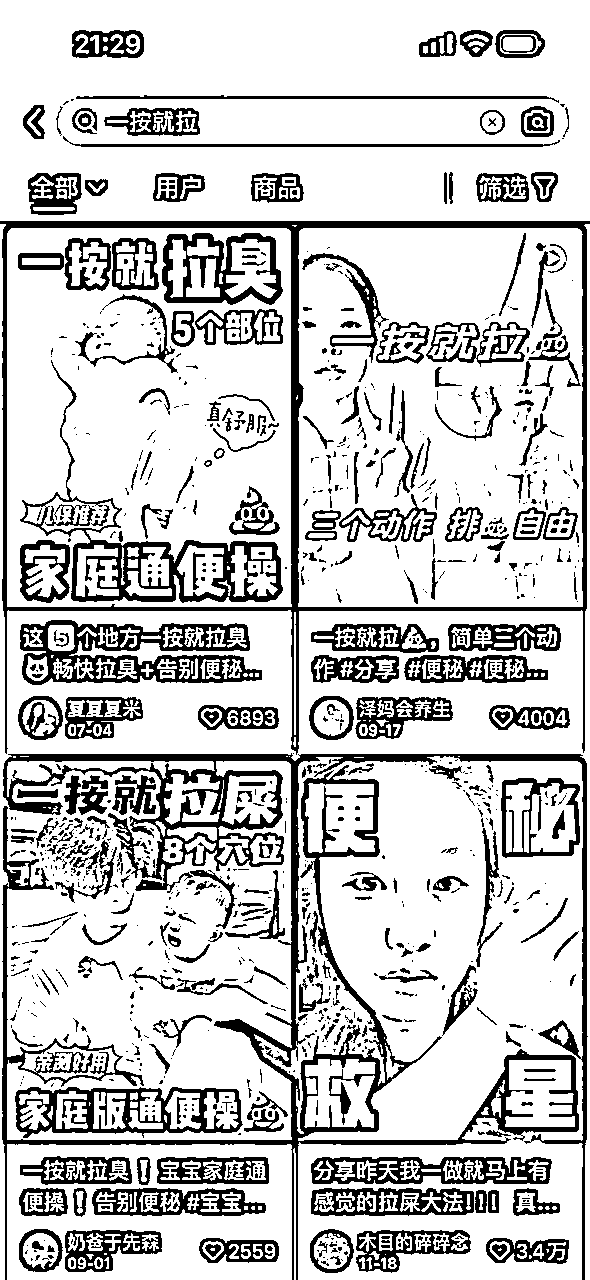 21:29
一按就拉
全部
用户
商品
筛选
一按就拉臭
5个部位
真舒服~
儿保推荐
家庭通便操
这5个地方一按就拉臭
畅快拉臭+告别便秘...
夏夏夏米
07-04
6893
一按就拉
三个动作 排💩自由
一按就拉💩，简单三个动
作 #分享 #便秘 #便秘...
泽妈会养生
09-17
4004
一按就拉屎
8个穴位
亲测好用
家庭版通便操
一按就拉臭❗宝宝家庭通
便操❗告别便秘 #宝宝...
奶爸于先森
09-01
2559
便秘
救星
分享昨天我一做就马上有
感觉的拉屎大法!!! 真...
木目的碎碎念
11-18
3.4万